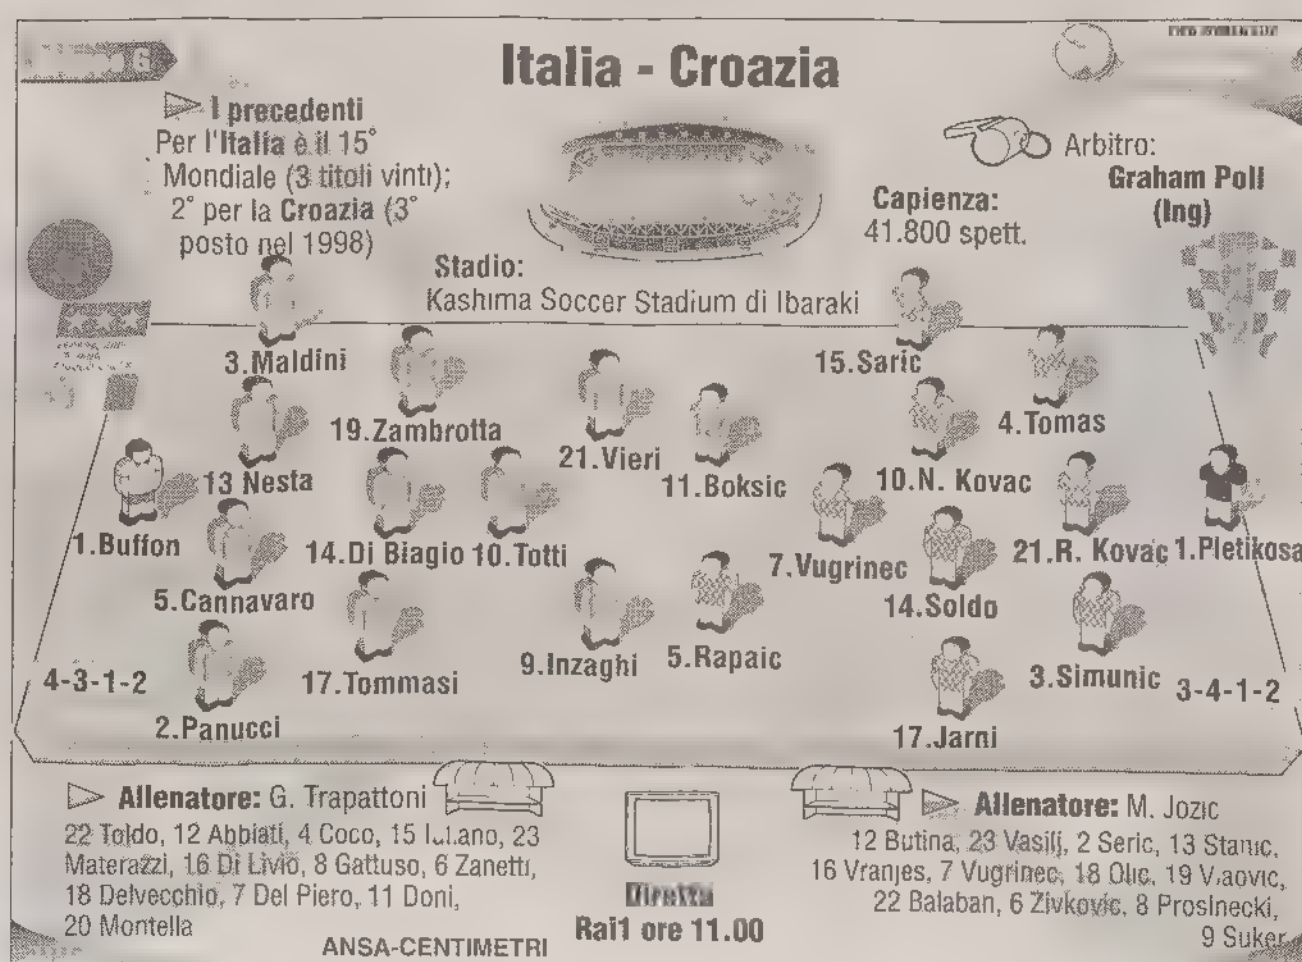 6
Italia - Croazia
I precedenti
Per l'Italia è il 15°
Mondiale (3 titoli vinti);
2° per la Croazia (3°
posto nel 1998)
Stadio:
Kashima Soccer Stadium di Ibaraki
Capienza:
41.800 spett.
Arbitro:
Graham Poll
(Ing)
3.Maldini
19.Zambrotta
13 Nesta
1.Buffon
14.Di Biagio
10.Totti
5.Cannavaro
17.Tommasi
2.Panucci
4-3-1-2
21.Vieri
9.Inzaghi
11.Boksic
5.Rapaic
15.Saric
4.Tomas
10.N. Kovac
7.Vugrinec
21.R. Kovac
1.Pletikosa
14.Soldo
3.Simunic
17.Jarni
3-4-1-2
Allenatore: G. Trapattoni
22 Toldo, 12 Abbiati, 4 Coco, 15 Iuliano, 23
Materazzi, 16 Di Livio, 8 Gattuso, 6 Zanetti,
18 Delvecchio, 7 Del Piero, 11 Doni,
20 Montella
ANSA-CENTIMETRI
Diretta
Rai1 ore 11.00
Allenatore: M. Jozic
12 Butina, 23 Vasilj, 2 Seric, 13 Stanic,
16 Vranjes, 7 Vugrinec, 18 Olic, 19 Vlaovic,
22 Balaban, 6 Zivkovic, 8 Prosinecki,
9 Suker